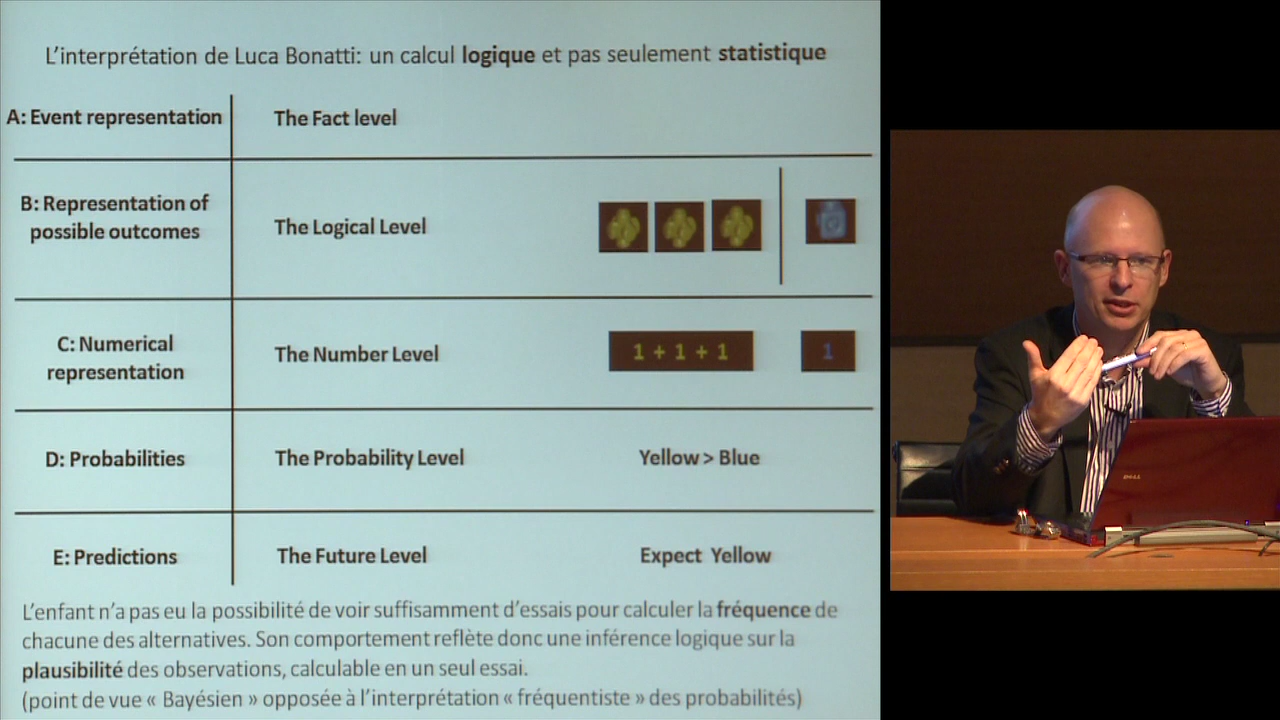 L'interprétation de Luca Bonatti: un calcul logique et pas seulement statistique
A: Event representation The Fact level
B: Representation of possible outcomes The Logical Level
C: Numerical representation The Number Level 1 + 1 + 1 1
D: Probabilities The Probability Level Yellow > Blue
E: Predictions The Future Level Expect Yellow
L'enfant n'a pas eu la possibilité de voir suffisamment d'essais pour calculer la fréquence de
chacune des alternatives. Son comportement reflète donc une inférence logique sur la
plausibilité des observations, calculable en un seul essai.
(point de vue « Bayésien » opposée à l'interprétation « fréquentiste » des probabilités)
DELL